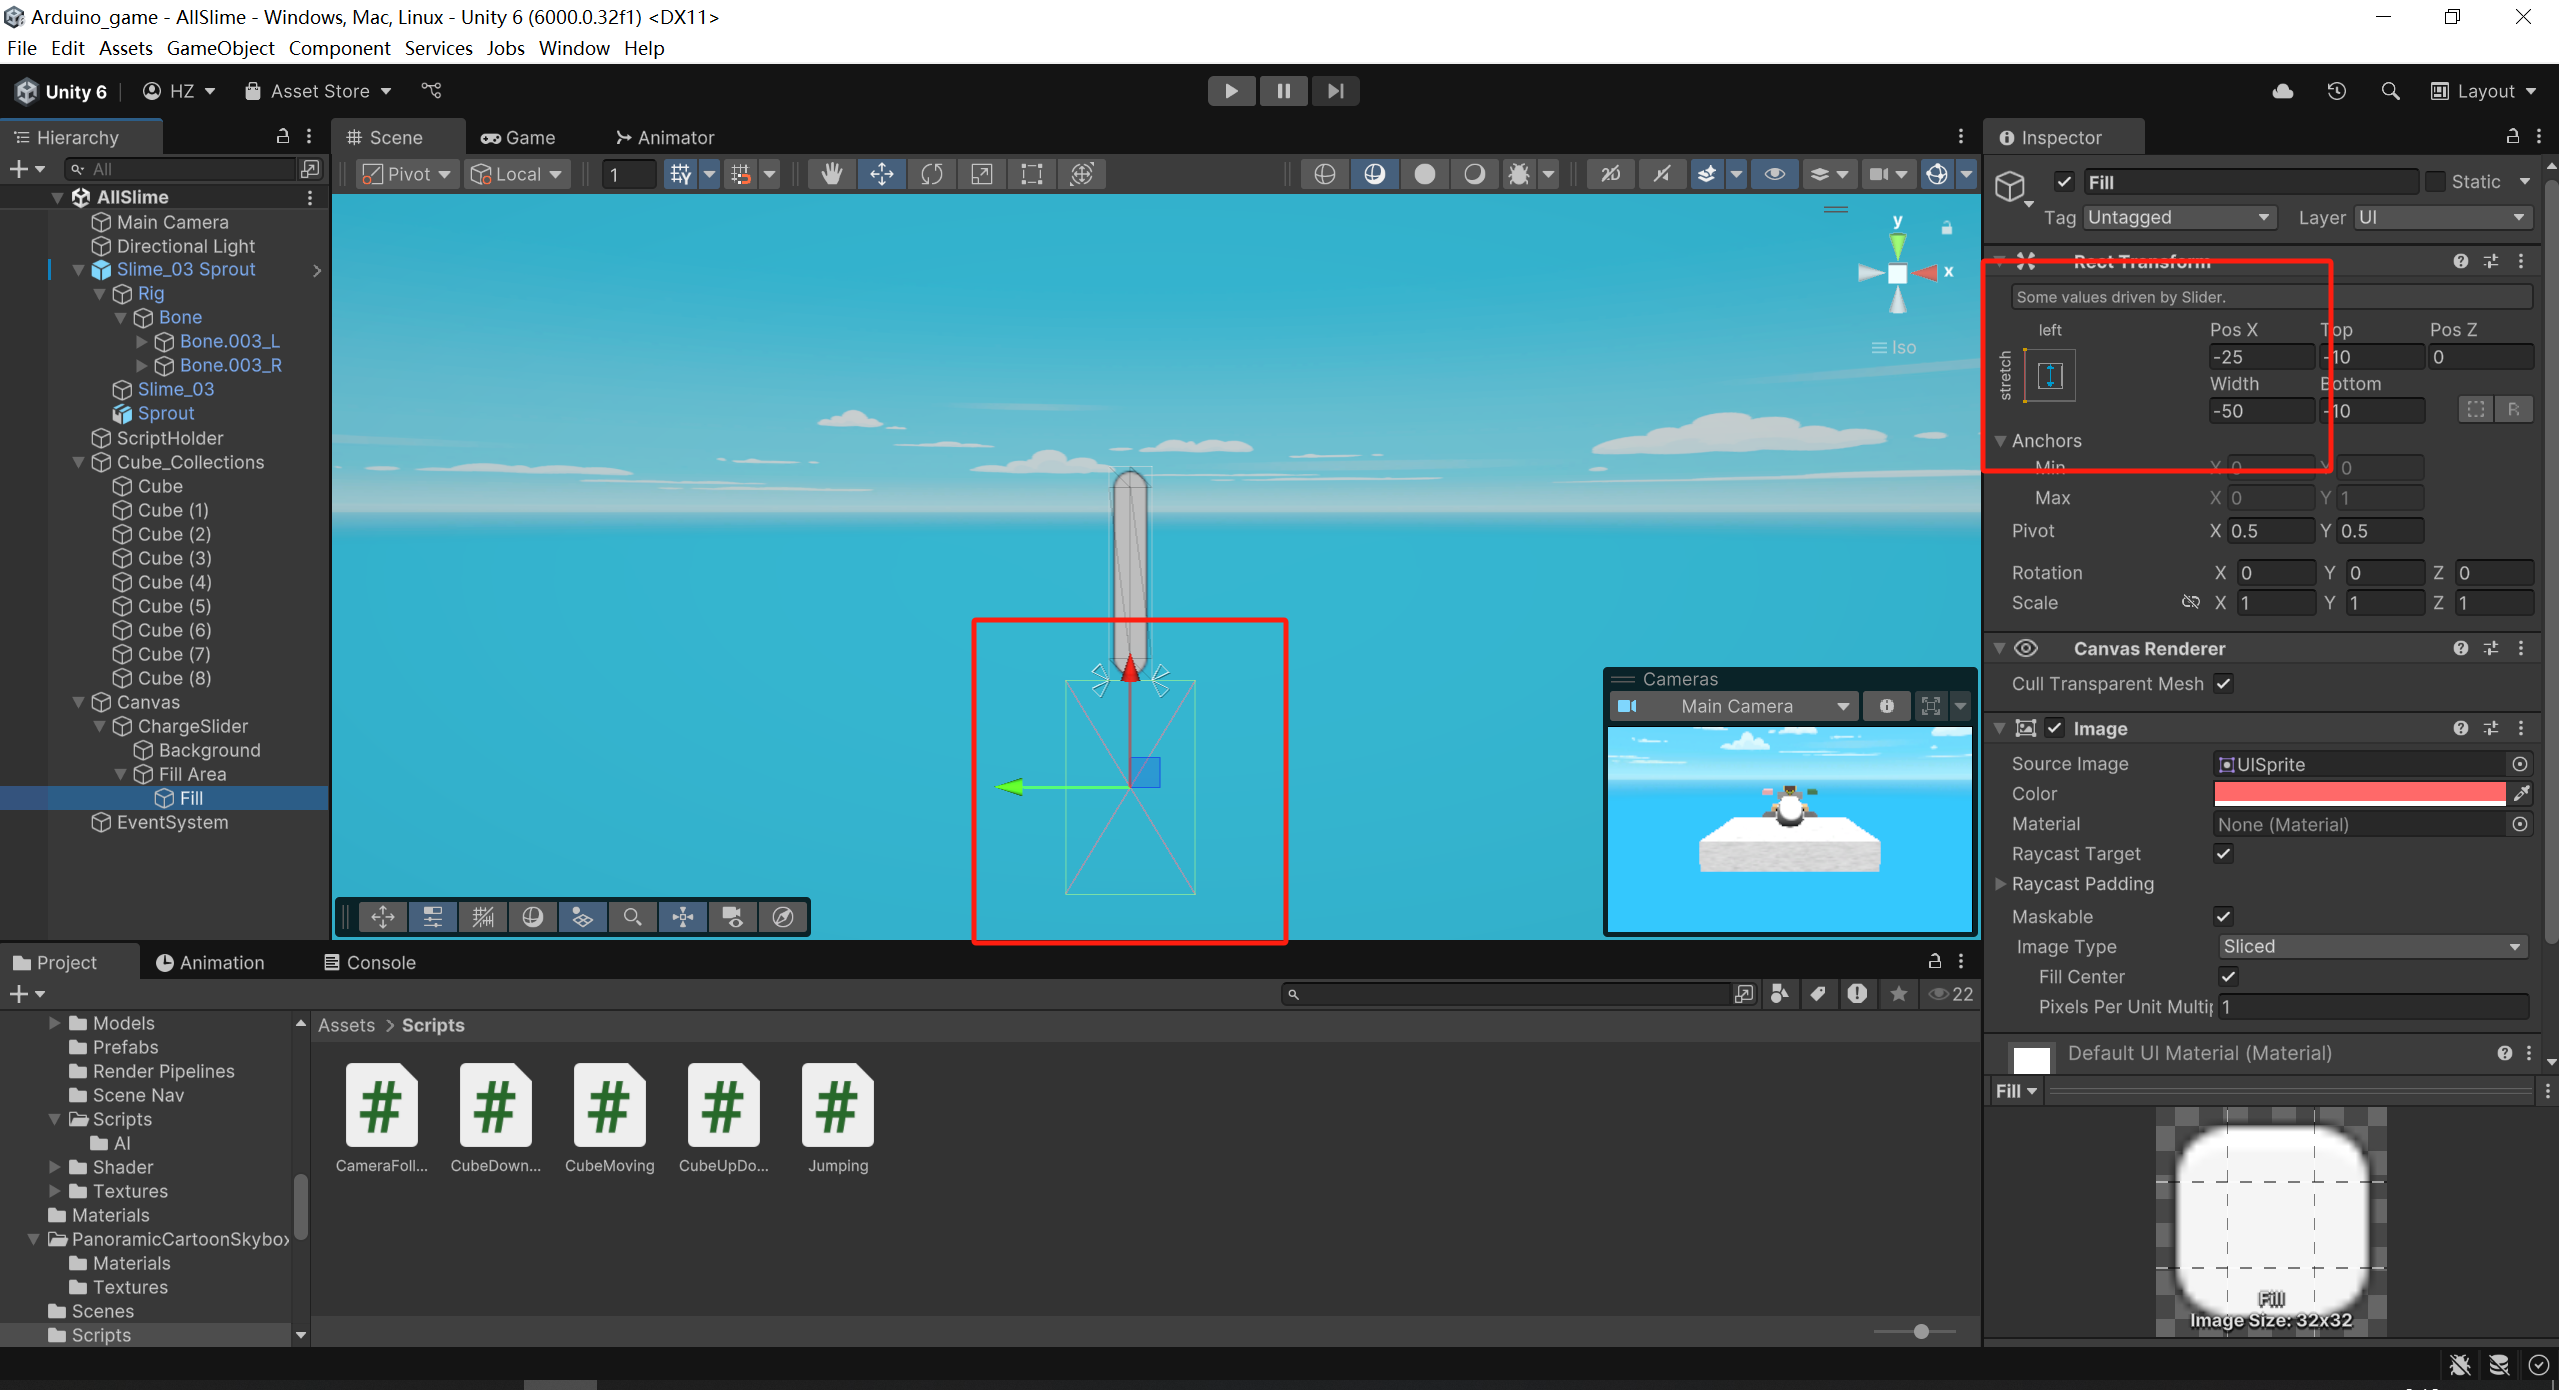 Arduino_game - AllSlime - Windows, Mac, Linux - Unity 6 (6000.0.32f1) <DX11>
File Edit Assets GameObject Component Services Jobs Window Help
Unity 6 HZ Asset Store Layout
Hierarchy
All
AllSlime
Main Camera
Directional Light
Slime_03 Sprout
Rig
Bone
Bone.003_L
Bone.003_R
Slime_03
Sprout
ScriptHolder
Cube_Collections
Cube
Cube (1)
Cube (2)
Cube (3)
Cube (4)
Cube (5)
Cube (6)
Cube (7)
Cube (8)
Canvas
ChargeSlider
Background
Fill Area
Fill
EventSystem
Scene Game Animator
Pivot Local 1 2D
y
x
Iso
Cameras
Main Camera
Inspector
Fill Static
Tag Untagged Layer UI
Rect Transform
Some values driven by Slider.
left Pos X Top Pos Z
stretch -25 -10 0
Width Bottom
-50 -10 R
Anchors
Min X 0 Y 0
Max X 0 Y 1
Pivot X 0.5 Y 0.5
Rotation X 0 Y 0 Z 0
Scale X 1 Y 1 Z 1
Canvas Renderer
Cull Transparent Mesh
Image
Source Image UISprite
Color
Material None (Material)
Raycast Target
Raycast Padding
Maskable
Image Type Sliced
Fill Center
Pixels Per Unit Multip 1
Default UI Material (Material)
Fill
Fill
Image Size: 32x32
Project Animation Console
22
Models
Prefabs
Render Pipelines
Scene Nav
Scripts
AI
Shader
Textures
Materials
PanoramicCartoonSkybox
Materials
Textures
Scenes
Scripts
Assets > Scripts
CameraFoll... CubeDown... CubeMoving CubeUpDo... Jumping